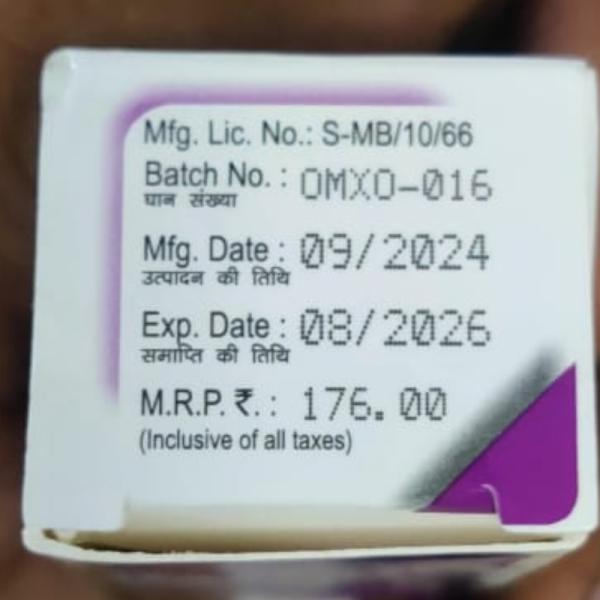 Mfg. Lic. No.: S-MB/10/66
Batch No. : OMXO-016
घान संख्या
Mfg. Date : 09/2024
उत्पादन की तिथि
Exp. Date : 08/2026
समाप्ति की तिथि
M.R.P. ₹. : 176.00
(Inclusive of all taxes)